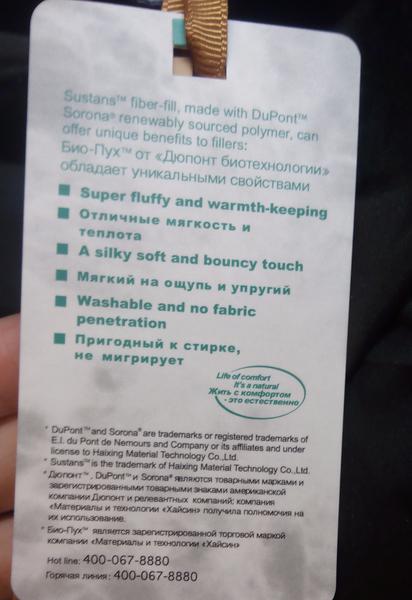 Sustans™ fiber-fill, made with DuPont™
Sorona® renewably sourced polymer, can
offer unique benefits to fillers:
Био-Пух™ от «Дюпонт биотехнологии»
обладает уникальными свойствами
■ Super fluffy and warmth-keeping
■ Отличные мягкость и
теплота
■ A silky soft and bouncy touch
■ Мягкий на ощупь и упругий
■ Washable and no fabric
penetration
■ Пригодный к стирке,
не мигрирует
Life of comfort
It's a natural
Жить с комфортом
- это естественно
* DuPont™and Sorona® are trademarks or registered trademarks of
E.I. du Pont de Nemours and Company or its affiliates and under
license to Haixing Material Technology Co.,Ltd.
* Sustans™is the trademark of Haixing Material Technology Co.,Ltd.
* Дюпонт™, DuPont™и Sorona® являются товарными марками и
зарегистрированными товарными знаками американской
компании Дюпонт и релевантных компаний; компания
«Материалы и технологии «Хайсин» получила полномочия на
их использование.
* Био-Пух™ является зарегистрированной торговой маркой
компании «Материалы и технологии «Хайсин»
Hot line: 400-067-8880
Горячая линия: 400-067-8880